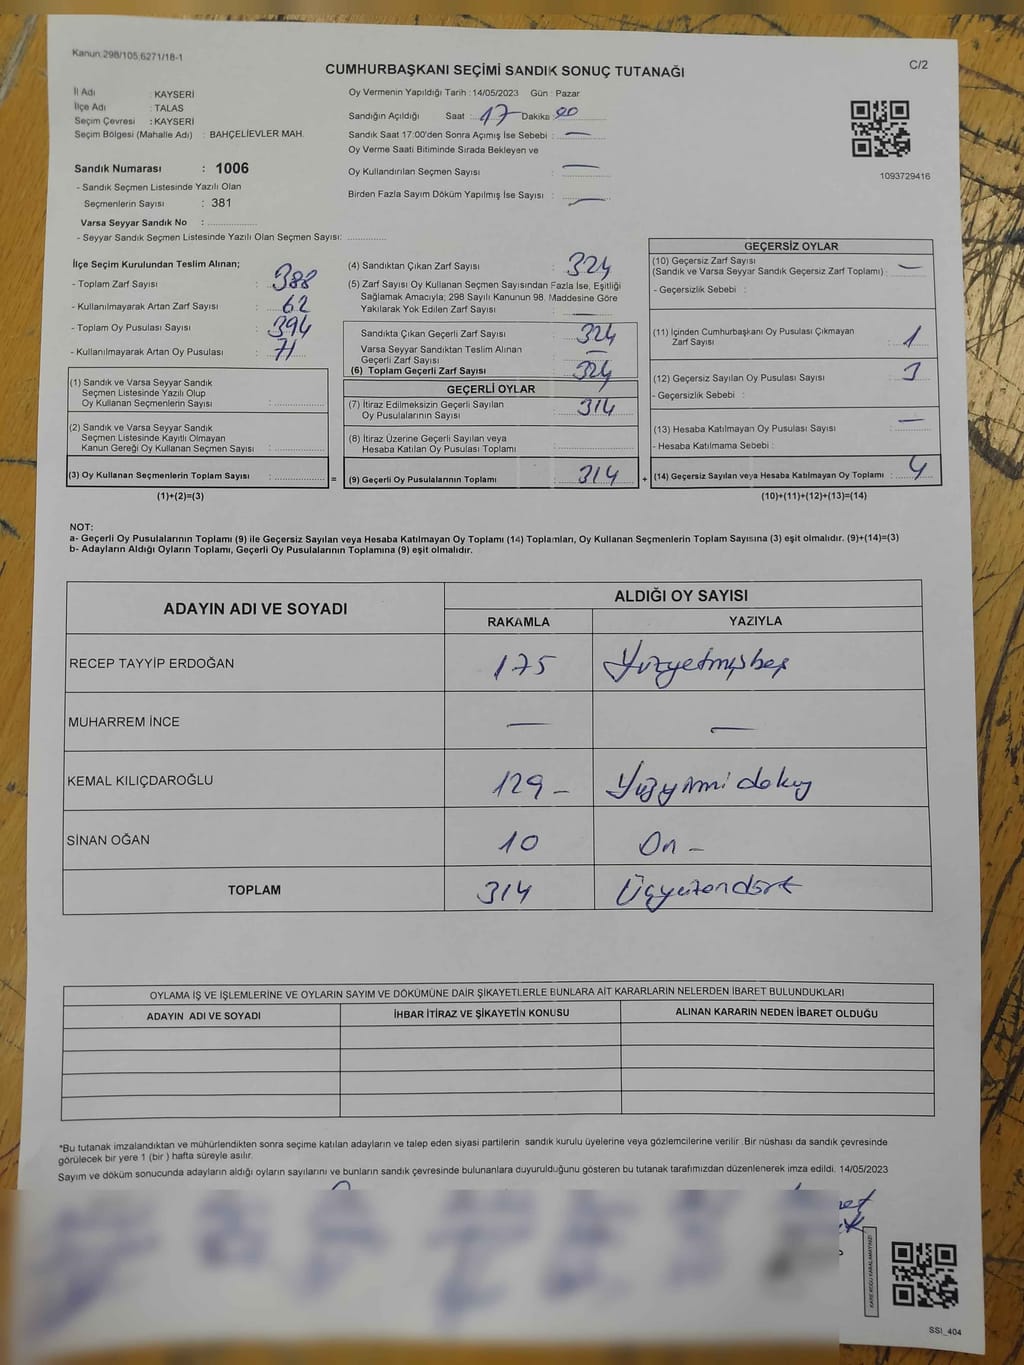 Kanun:298/105,6271/18-1
C/2
CUMHURBAŞKANI SEÇİMİ SANDIK SONUÇ TUTANAĞI
İl Adı : KAYSERİ
İlçe Adı : TALAS
Seçim Çevresi : KAYSERİ
Seçim Bölgesi (Mahalle Adı) : BAHÇELİEVLER MAH.
Sandık Numarası : 1006
- Sandık Seçmen Listesinde Yazılı Olan
Seçmenlerin Sayısı : 381
Varsa Seyyar Sandık No : ..............
- Seyyar Sandık Seçmen Listesinde Yazılı Olan Seçmen Sayısı: ............
Oy Vermenin Yapıldığı Tarih :14/05/2023 Gün : Pazar
Sandığın Açıldığı Saat : 17 Dakika : 00
Sandık Saat 17:00'den Sonra Açımış İse Sebebi : —
Oy Verme Saati Bitiminde Sırada Bekleyen ve
Oy Kullandırılan Seçmen Sayısı : —
Birden Fazla Sayım Döküm Yapılmış İse Sayısı : —
1093729416
İlçe Seçim Kurulundan Teslim Alınan;
- Toplam Zarf Sayısı : 388
- Kullanılmayarak Artan Zarf Sayısı : 62
- Toplam Oy Pusulası Sayısı : 394
- Kullanılmayarak Artan Oy Pusulası : 71
(1) Sandık ve Varsa Seyyar Sandık
Seçmen Listesinde Yazılı Olup
Oy Kullanan Seçmenlerin Sayısı :
(2) Sandık ve Varsa Seyyar Sandık
Seçmen Listesinde Kayıtlı Olmayan
Kanun Gereği Oy Kullanan Seçmen Sayısı :
(3) Oy Kullanan Seçmenlerin Toplam Sayısı : =
(1)+(2)=(3)
(4) Sandıktan Çıkan Zarf Sayısı : 324
(5) Zarf Sayısı Oy Kullanan Seçmen Sayısından Fazla İse, Eşitliği
Sağlamak Amacıyla; 298 Sayılı Kanunun 98. Maddesine Göre
Yakılarak Yok Edilen Zarf Sayısı : —
Sandıkta Çıkan Geçerli Zarf Sayısı : 324
Varsa Seyyar Sandıktan Teslim Alınan
Geçerli Zarf Sayısı : —
(6) Toplam Geçerli Zarf Sayısı : 324
GEÇERLİ OYLAR
(7) İtiraz Edilmeksizin Geçerli Sayılan
Oy Pusulalarının Sayısı : 314
(8) İtiraz Üzerine Geçerli Sayılan veya
Hesaba Katılan Oy Pusulası Toplamı :
(9) Geçerli Oy Pusulalarının Toplamı : 314 +
GEÇERSİZ OYLAR
(10) Geçersiz Zarf Sayısı
(Sandık ve Varsa Seyyar Sandık Geçersiz Zarf Toplamı) : —
- Geçersizlik Sebebi :
(11) İçinden Cumhurbaşkanı Oy Pusulası Çıkmayan
Zarf Sayısı : 1
(12) Geçersiz Sayılan Oy Pusulası Sayısı : 3
- Geçersizlik Sebebi :
(13) Hesaba Katılmayan Oy Pusulası Sayısı : —
- Hesaba Katılmama Sebebi :
(14) Geçersiz Sayılan veya Hesaba Katılmayan Oy Toplamı : 4
(10)+(11)+(12)+(13)=(14)
NOT:
a- Geçerli Oy Pusulalarının Toplamı (9) ile Geçersiz Sayılan veya Hesaba Katılmayan Oy Toplamı (14) Toplamları, Oy Kullanan Seçmenlerin Toplam Sayısına (3) eşit olmalıdır. (9)+(14)=(3)
b- Adayların Aldığı Oyların Toplamı, Geçerli Oy Pusulalarının Toplamına (9) eşit olmalıdır.
ADAYIN ADI VE SOYADI ALDIĞI OY SAYISI
RAKAMLA YAZIYLA
RECEP TAYYİP ERDOĞAN 175 Yüzyetmişbeş
MUHARREM İNCE — —
KEMAL KILIÇDAROĞLU 129 - Yüzyirmi dokuz
SİNAN OĞAN 10 On -
TOPLAM 314 Üçyüzondört
OYLAMA İŞ VE İŞLEMLERİNE VE OYLARIN SAYIM VE DÖKÜMÜNE DAİR ŞİKAYETLERLE BUNLARA AİT KARARLARIN NELERDEN İBARET BULUNDUKLARI
ADAYIN ADI VE SOYADI İHBAR İTİRAZ VE ŞİKAYETİN KONUSU ALINAN KARARIN NEDEN İBARET OLDUĞU
*Bu tutanak imzalandıktan ve mühürlendikten sonra seçime katılan adayların ve talep eden siyasi partilerin sandık kurulu üyelerine veya gözlemcilerine verilir .Bir nüshası da sandık çevresinde
görülecek bir yere 1 (bir ) hafta süreyle asılır.
Sayım ve döküm sonucunda adayların aldığı oyların sayılarını ve bunların sandık çevresinde bulunanlara duyurulduğunu gösteren bu tutanak tarafımızdan düzenlenerek imza edildi. 14/05/2023
KARE KODU KARALAMAYINIZ!
SSI_404